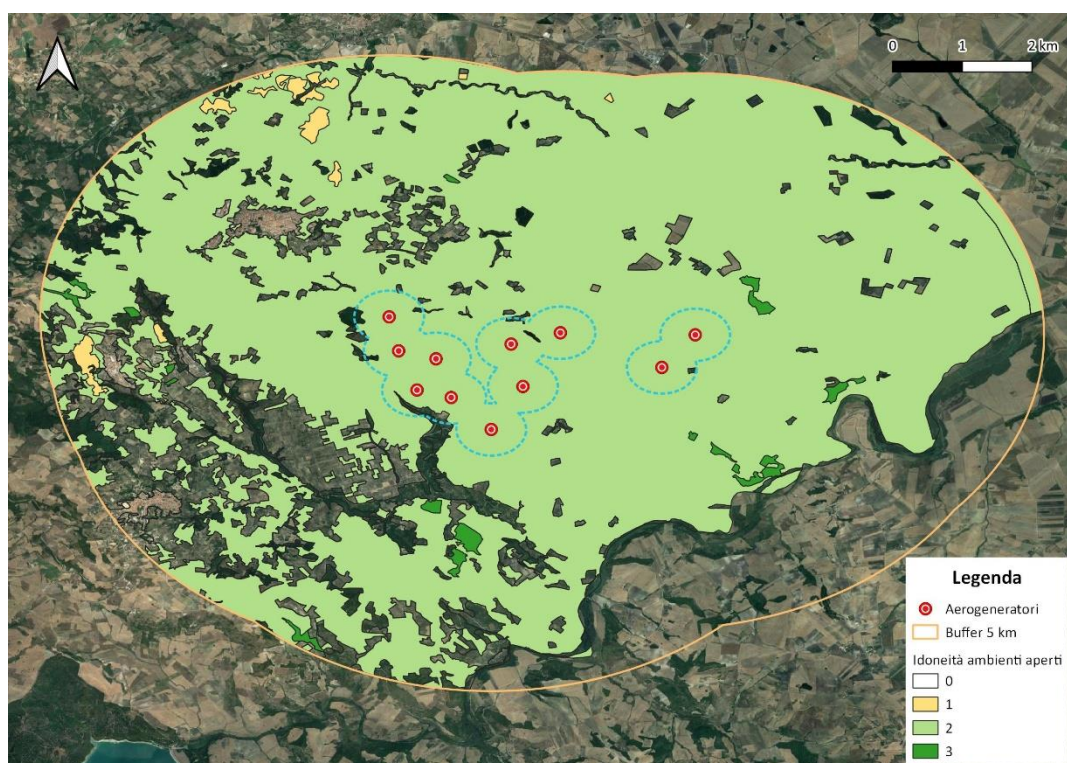 0 1 2 km
Legenda
Aerogeneratori
Buffer 5 km
Idoneità ambienti aperti
0
1
2
3